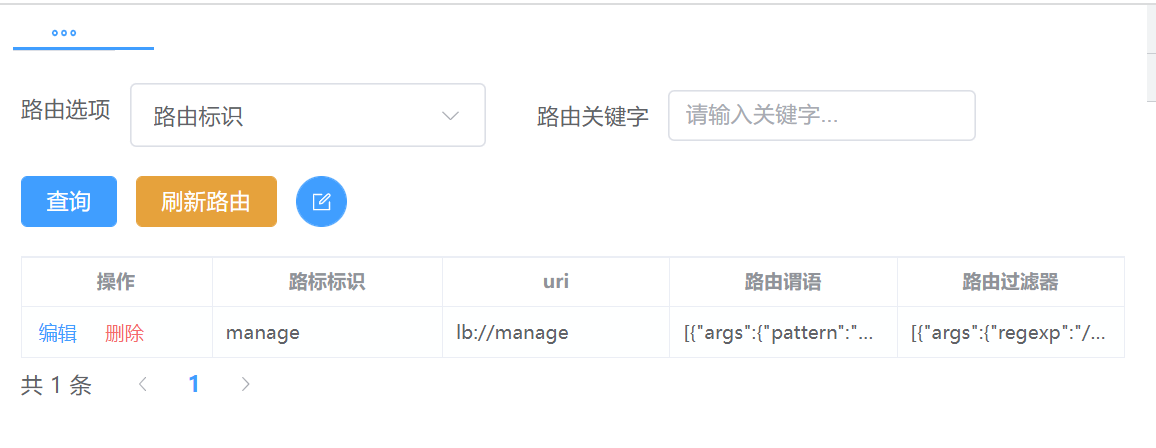 路由选项 路由标识 路由关键字 请输入关键字...
查询 刷新路由
操作 路标标识 uri 路由谓语 路由过滤器
编辑 删除 manage lb://manage [{"args":{"pattern":"... [{"args":{"regexp":"/...
共 1 条 1